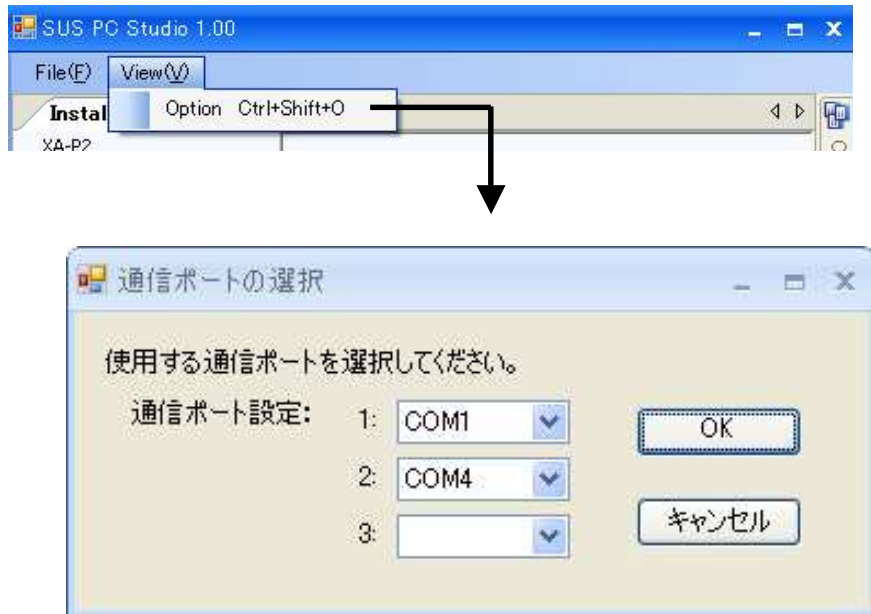 SUS PC Studio 1.00
File(F) View(V)
Option Ctrl+Shift+O
Instal
XA-P2
通信ポートの選択
使用する通信ポートを選択してください。
通信ポート設定: 1: COM1
OK
2: COM4
キャンセル
3: